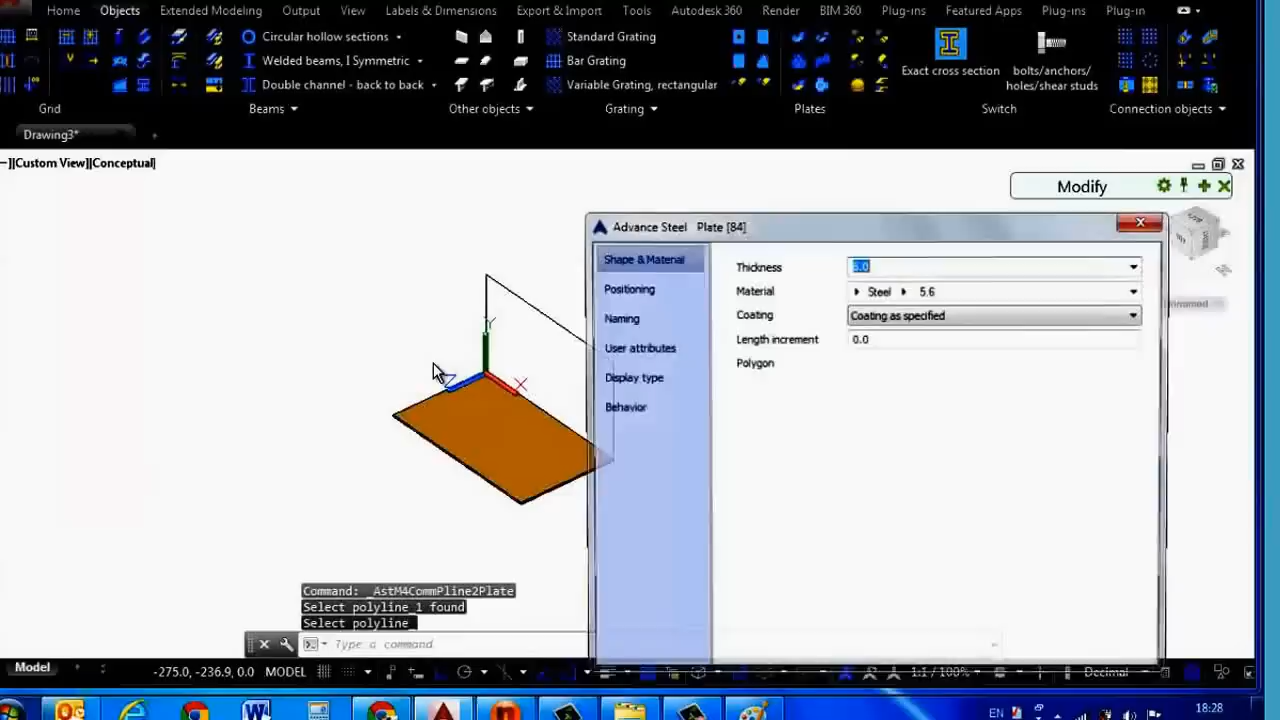 Home Objects Extended Modeling Output View Labels & Dimensions Export & Import Tools Autodesk 360 Render BIM 360 Plug-ins Featured Apps Plug-ins Plug-in
Circular hollow sections
Standard Grating
Welded beams, I Symmetric
Bar Grating
Exact cross section
bolts/anchors/
Double channel - back to back
Variable Grating, rectangular
holes/shear studs
Grid Beams Other objects Grating Plates Switch Connection objects
Drawing3*
–][Custom View][Conceptual]
Modify
Advance Steel Plate [84]
Shape & Material
Positioning
Naming
User attributes
Display type
Behavior
Thickness
Material Steel 5.6
Coating Coating as specified
Length increment 0.0
Polygon
Y
X
Command: _AstM4CommPline2Plate
Select polyline 1 found
Select polyline
Type a command
Model -275.0, -236.9, 0.0 MODEL 1:1 / 100% Decimal
EN 18:28